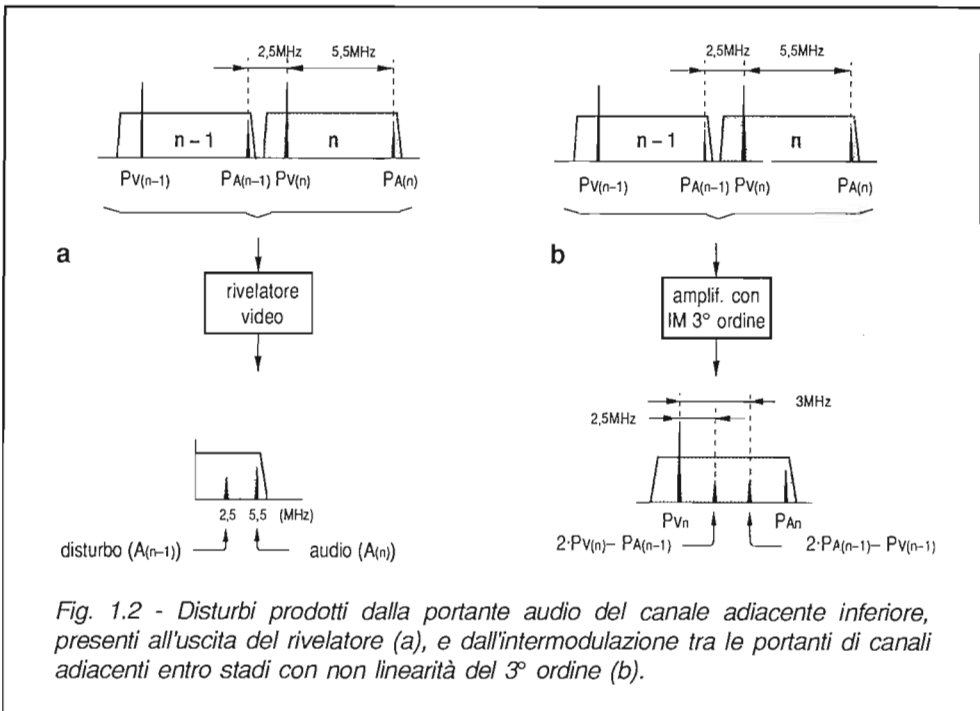 2,5MHz 5,5MHz
n – 1 n
PV(n–1) PA(n–1) PV(n) PA(n)
a
rivelatore
video
2,5 5,5 (MHz)
disturbo (A(n–1)) audio (A(n))
2,5MHz 5,5MHz
n – 1 n
PV(n–1) PA(n–1) PV(n) PA(n)
b
amplif. con
IM 3° ordine
3MHz
2,5MHz
PVn PAn
2·PV(n)– PA(n–1) 2·PA(n–1)– PV(n–1)
Fig. 1.2 - Disturbi prodotti dalla portante audio del canale adiacente inferiore,
presenti all'uscita del rivelatore (a), e dall'intermodulazione tra le portanti di canali
adiacenti entro stadi con non linearità del 3° ordine (b).